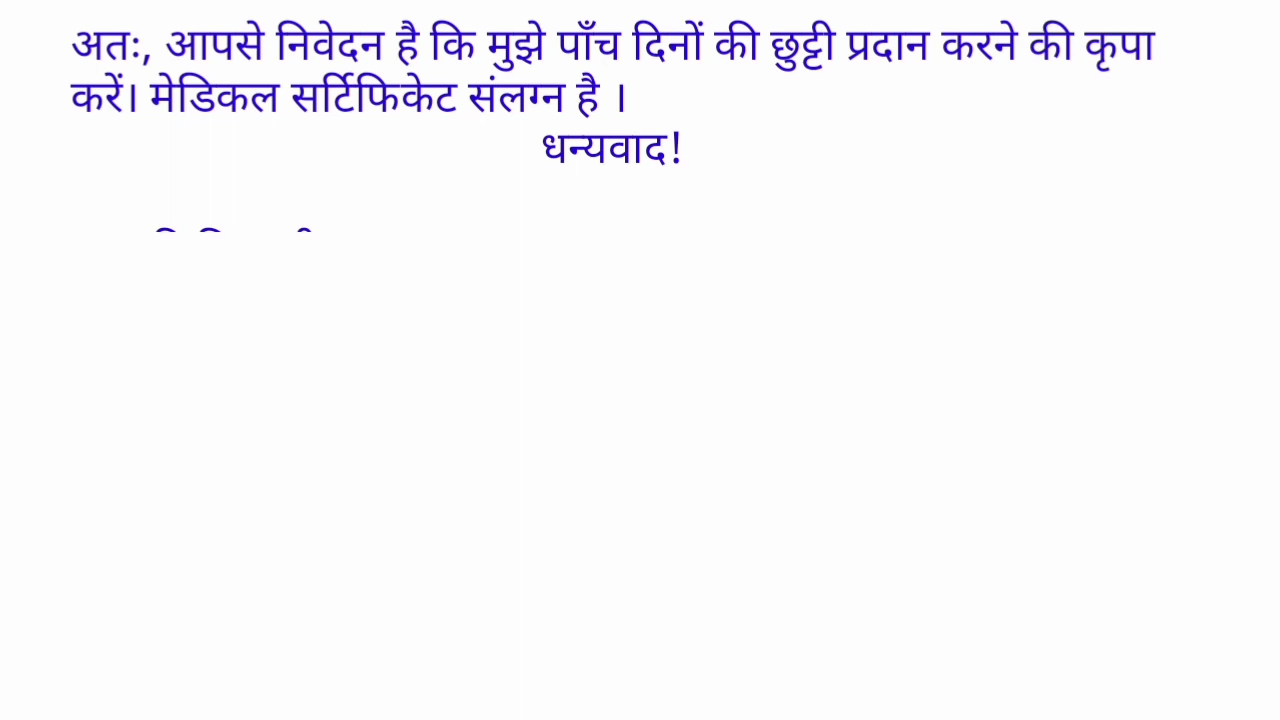 अतः, आपसे निवेदन है कि मुझे पाँच दिनों की छुट्टी प्रदान करने की कृपा
करें। मेडिकल सर्टिफिकेट संलग्न है ।
धन्यवाद!